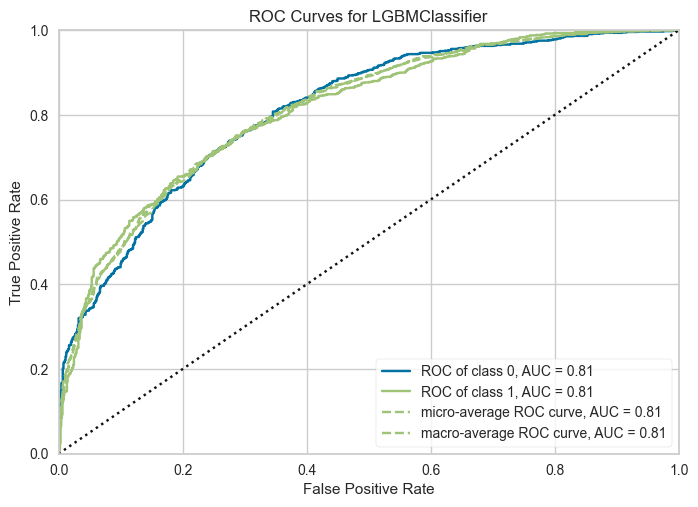 ROC Curves for LGBMClassifier
True Positive Rate
1.0
0.8
0.6
0.4
0.2
0.0
ROC of class 0, AUC = 0.81
ROC of class 1, AUC = 0.81
micro-average ROC curve, AUC = 0.81
macro-average ROC curve, AUC = 0.81
0.0 0.2 0.4 0.6 0.8 1.0
False Positive Rate